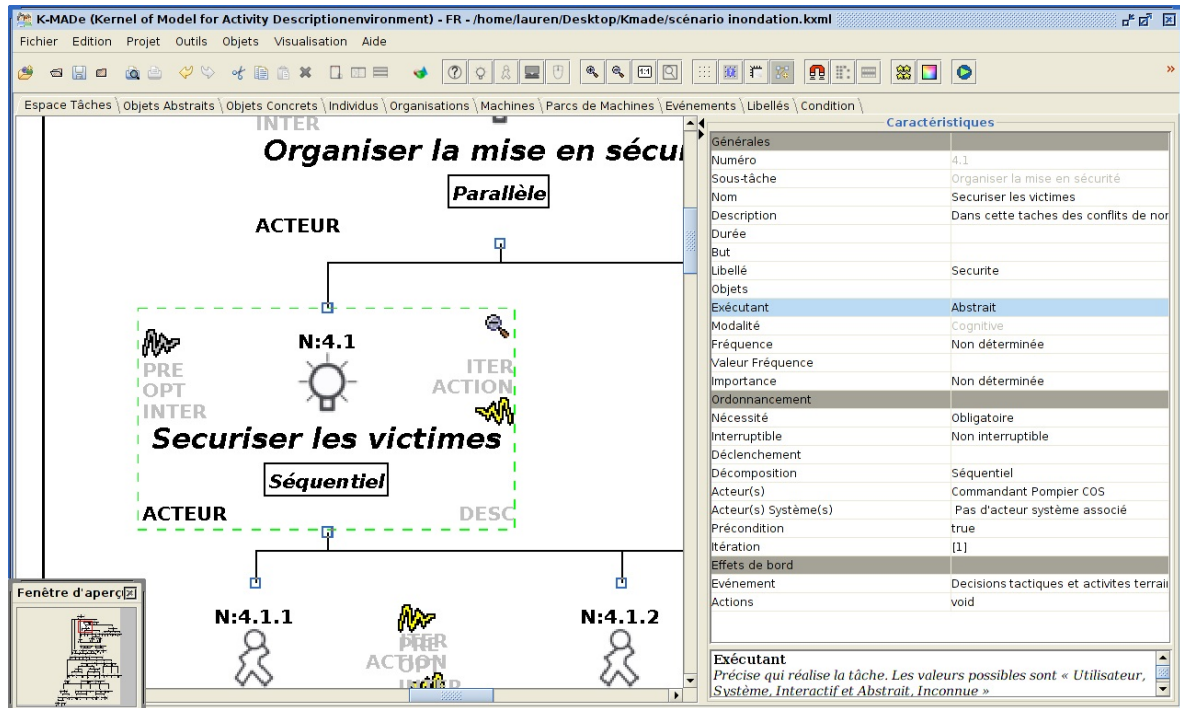 K-MADe (Kernel of Model for Activity Descriptionenvironment) - FR - /home/lauren/Desktop/Kmade/scénario inondation.kxml
Fichier Edition Projet Outils Objets Visualisation Aide
1:1
»
Espace Tâches Objets Abstraits Objets Concrets Individus Organisations Machines Parcs de Machines Evénements Libellés Condition
INTER
Organiser la mise en sécu
Parallèle
ACTEUR
N:4.1
PRE
OPT
INTER
ITER
ACTION
Securiser les victimes
Séquentiel
ACTEUR
DESC
N:4.1.1
ITER
PRE
ACTION
OPT
N:4.1.2
Fenêtre d'aperç
Caractéristiques
Générales
Numéro 4.1
Sous-tâche Organiser la mise en sécurité
Nom Securiser les victimes
Description Dans cette taches des conflits de nor
Durée
But
Libellé Securite
Objets
Exécutant Abstrait
Modalité Cognitive
Fréquence Non déterminée
Valeur Fréquence
Importance Non déterminée
Ordonnancement
Nécessité Obligatoire
Interruptible Non interruptible
Déclenchement
Décomposition Séquentiel
Acteur(s) Commandant Pompier COS
Acteur(s) Système(s) Pas d'acteur système associé
Précondition true
Itération [1]
Effets de bord
Evénement Decisions tactiques et activites terrai
Actions void
Exécutant
Précise qui réalise la tâche. Les valeurs possibles sont « Utilisateur,
Système, Interactif et Abstrait, Inconnue »